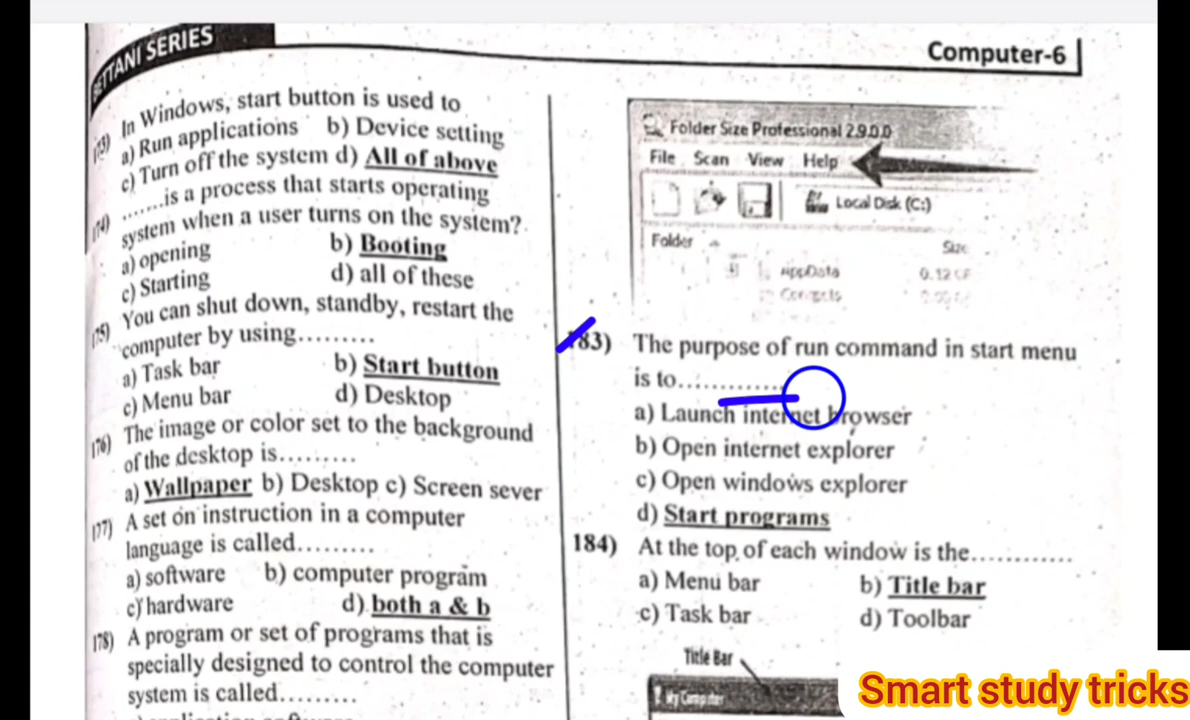 TTANI SERIES
Computer-6
173) In Windows, start button is used to
a) Run applications b) Device setting
c) Turn off the system d) All of above
174) .......is a process that starts operating
system when a user turns on the system?
a) opening b) Booting
c) Starting d) all of these
175) You can shut down, standby, restart the
computer by using.........
a) Task bar b) Start button
c) Menu bar d) Desktop
176) The image or color set to the background
of the desktop is.........
a) Wallpaper b) Desktop c) Screen sever
177) A set on instruction in a computer
language is called.........
a) software b) computer program
c) hardware d) both a & b
178) A program or set of programs that is
specially designed to control the computer
system is called.........
Folder Size Professional 2.9.0.0
File Scan View Help
Local Disk (C:)
Folder Size
AppData
183) The purpose of run command in start menu
is to.............
a) Launch internet browser
b) Open internet explorer
c) Open windows explorer
d) Start programs
184) At the top of each window is the.............
a) Menu bar b) Title bar
c) Task bar d) Toolbar
Title Bar
My Computer
Smart study tricks